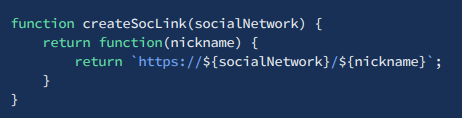 function createSocLink(socialNetwork) {
    return function(nickname) {
        return `https://${socialNetwork}/${nickname}`;
    }
}